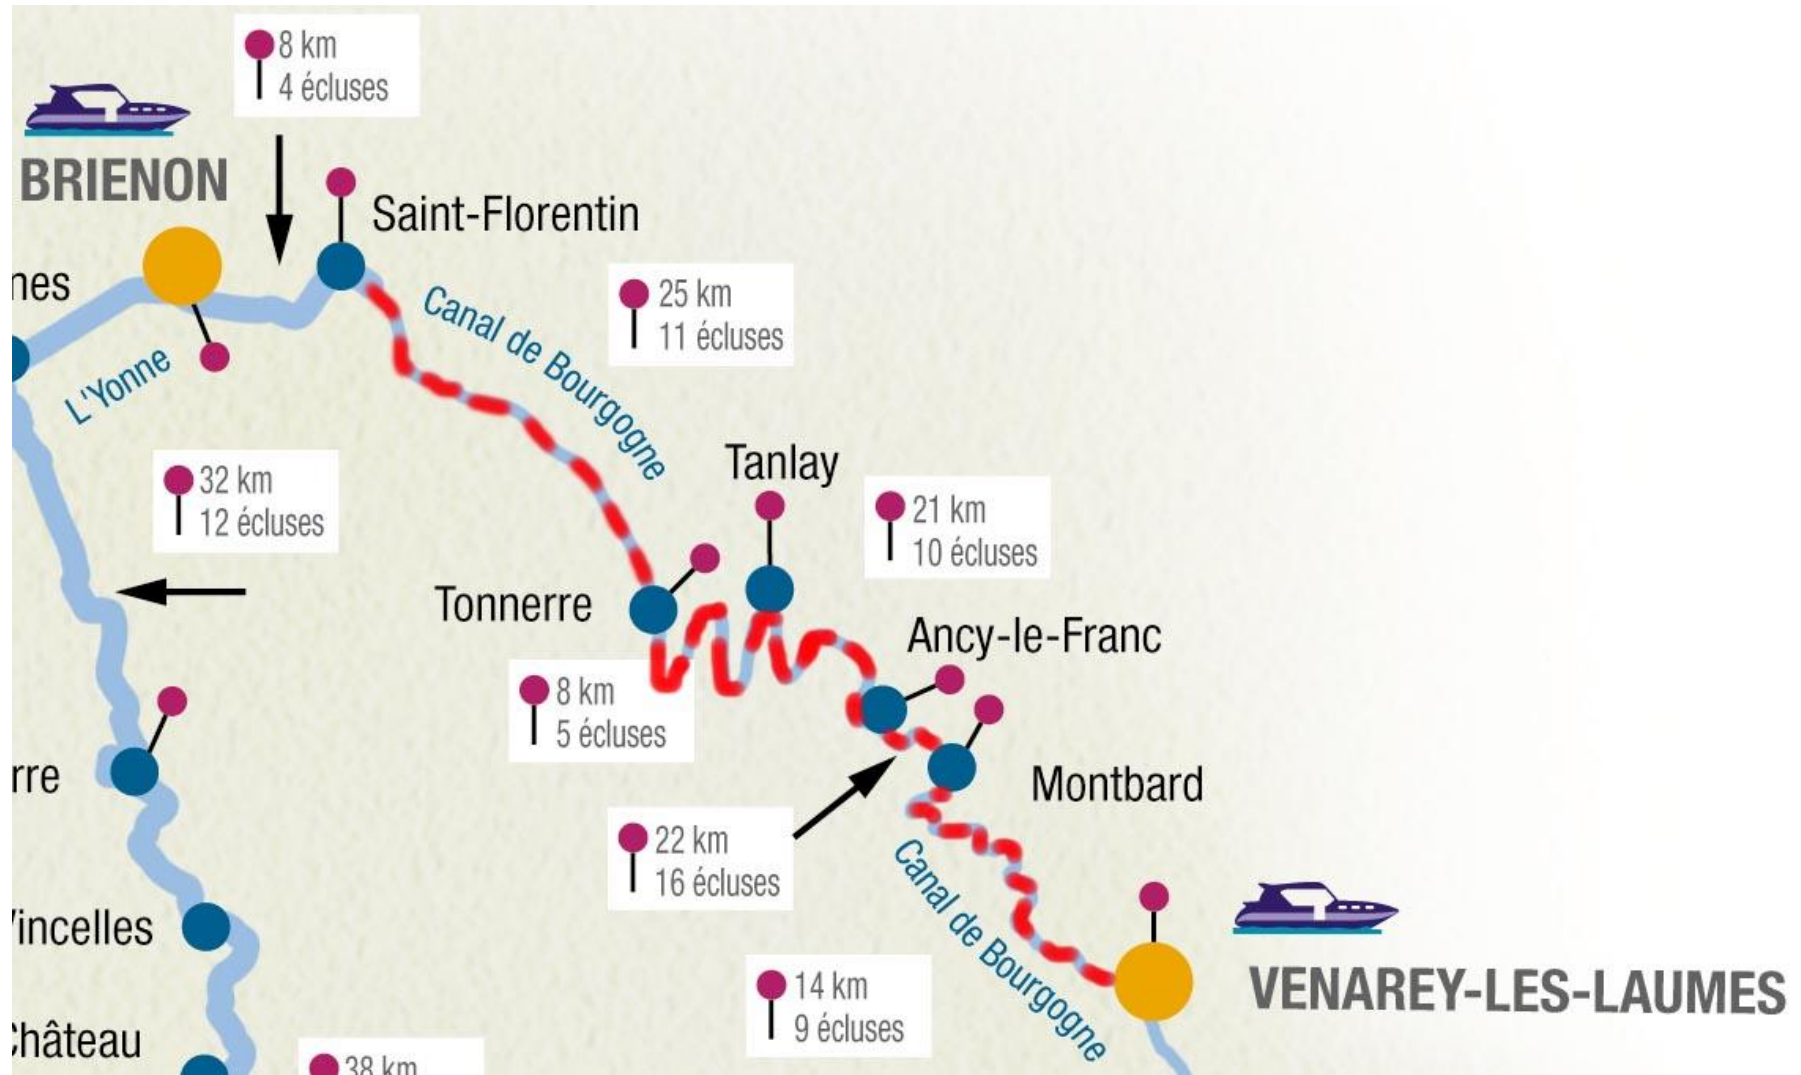 8 km
4 écluses
BRIENON
Saint-Florentin
nes
25 km
11 écluses
Canal de Bourgogne
L'Yonne
Tanlay
32 km
12 écluses
21 km
10 écluses
Tonnerre
Ancy-le-Franc
8 km
5 écluses
rre
Montbard
22 km
16 écluses
Canal de Bourgogne
incelles
VENAREY-LES-LAUMES
14 km
9 écluses
hâteau
38 km